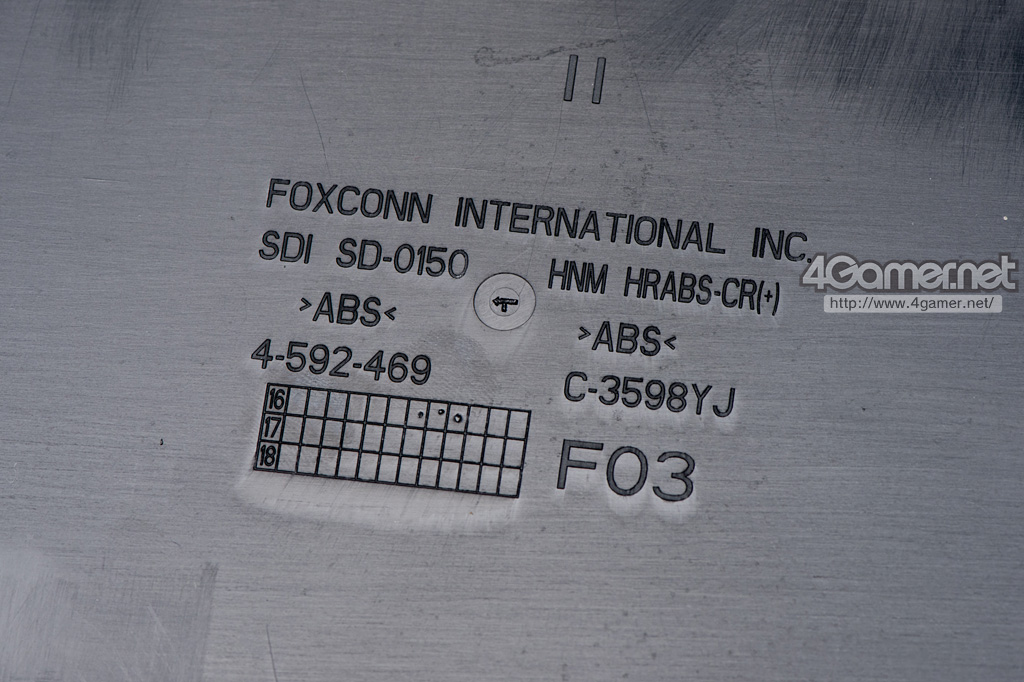 FOXCONN INTERNATIONAL INC.
SDI SD-0150
>ABS<
4-592-469
HNM HRABS-CR(+)
>ABS<
C-3598YJ
16
17
18
F03
4Gamer.net
http://www.4gamer.net/